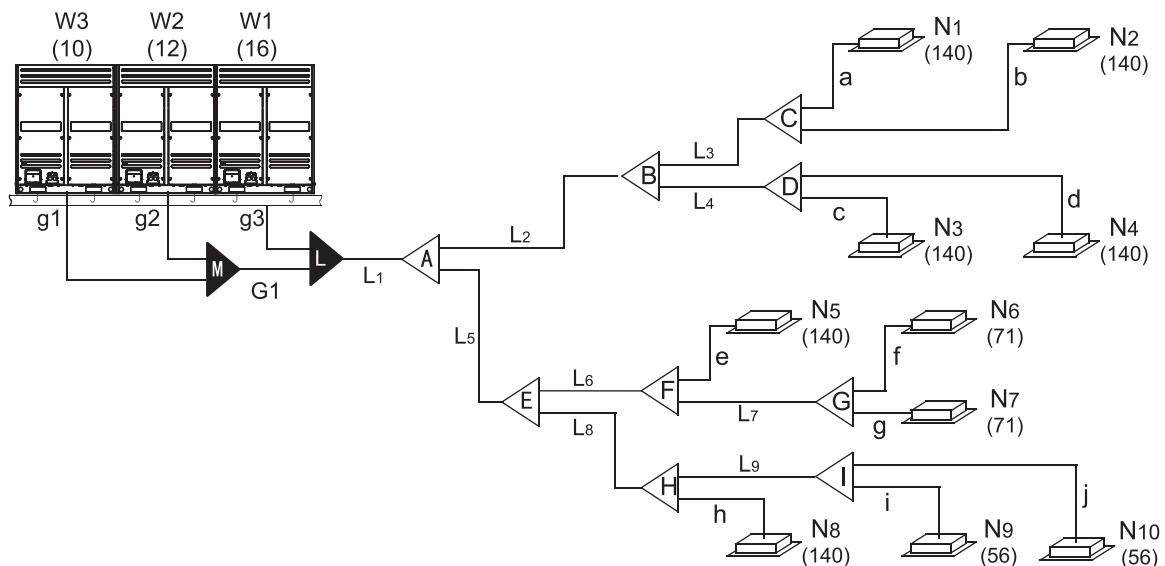 W3 W2 W1
(10) (12) (16)
N1
(140)
N2
(140)
a
b
C
L3
B
L4
D
c
d
N3
(140)
N4
(140)
g1 g2 g3
M
L
G1
L1
A
L2
L5
N5
(140)
N6
(71)
e
f
L6
F
E
L7
G
g
N7
(71)
L8
L9
I
H
h
i
j
N8
(140)
N9
(56)
N10
(56)